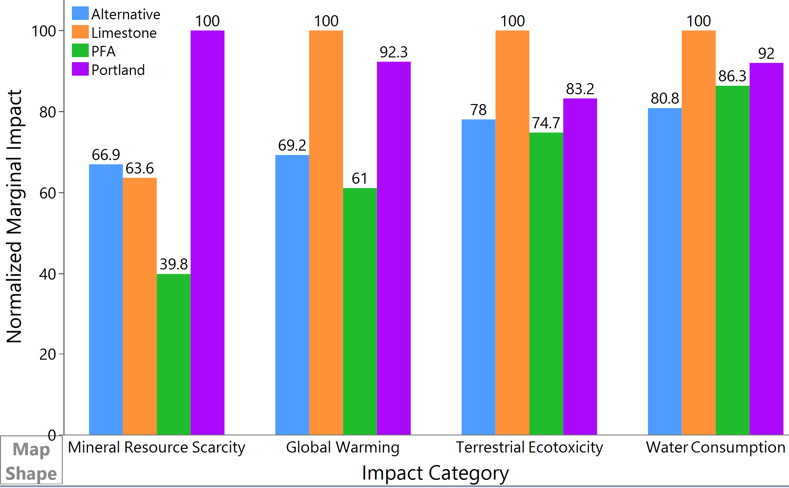 Alternative
Limestone
PFA
Portland
Normalized Marginal Impact
100
80
60
40
20
0
66.9
63.6
39.8
100
69.2
100
61
92.3
78
100
74.7
83.2
80.8
100
86.3
92
Mineral Resource Scarcity
Global Warming
Terrestrial Ecotoxicity
Water Consumption
Impact Category
Map
Shape